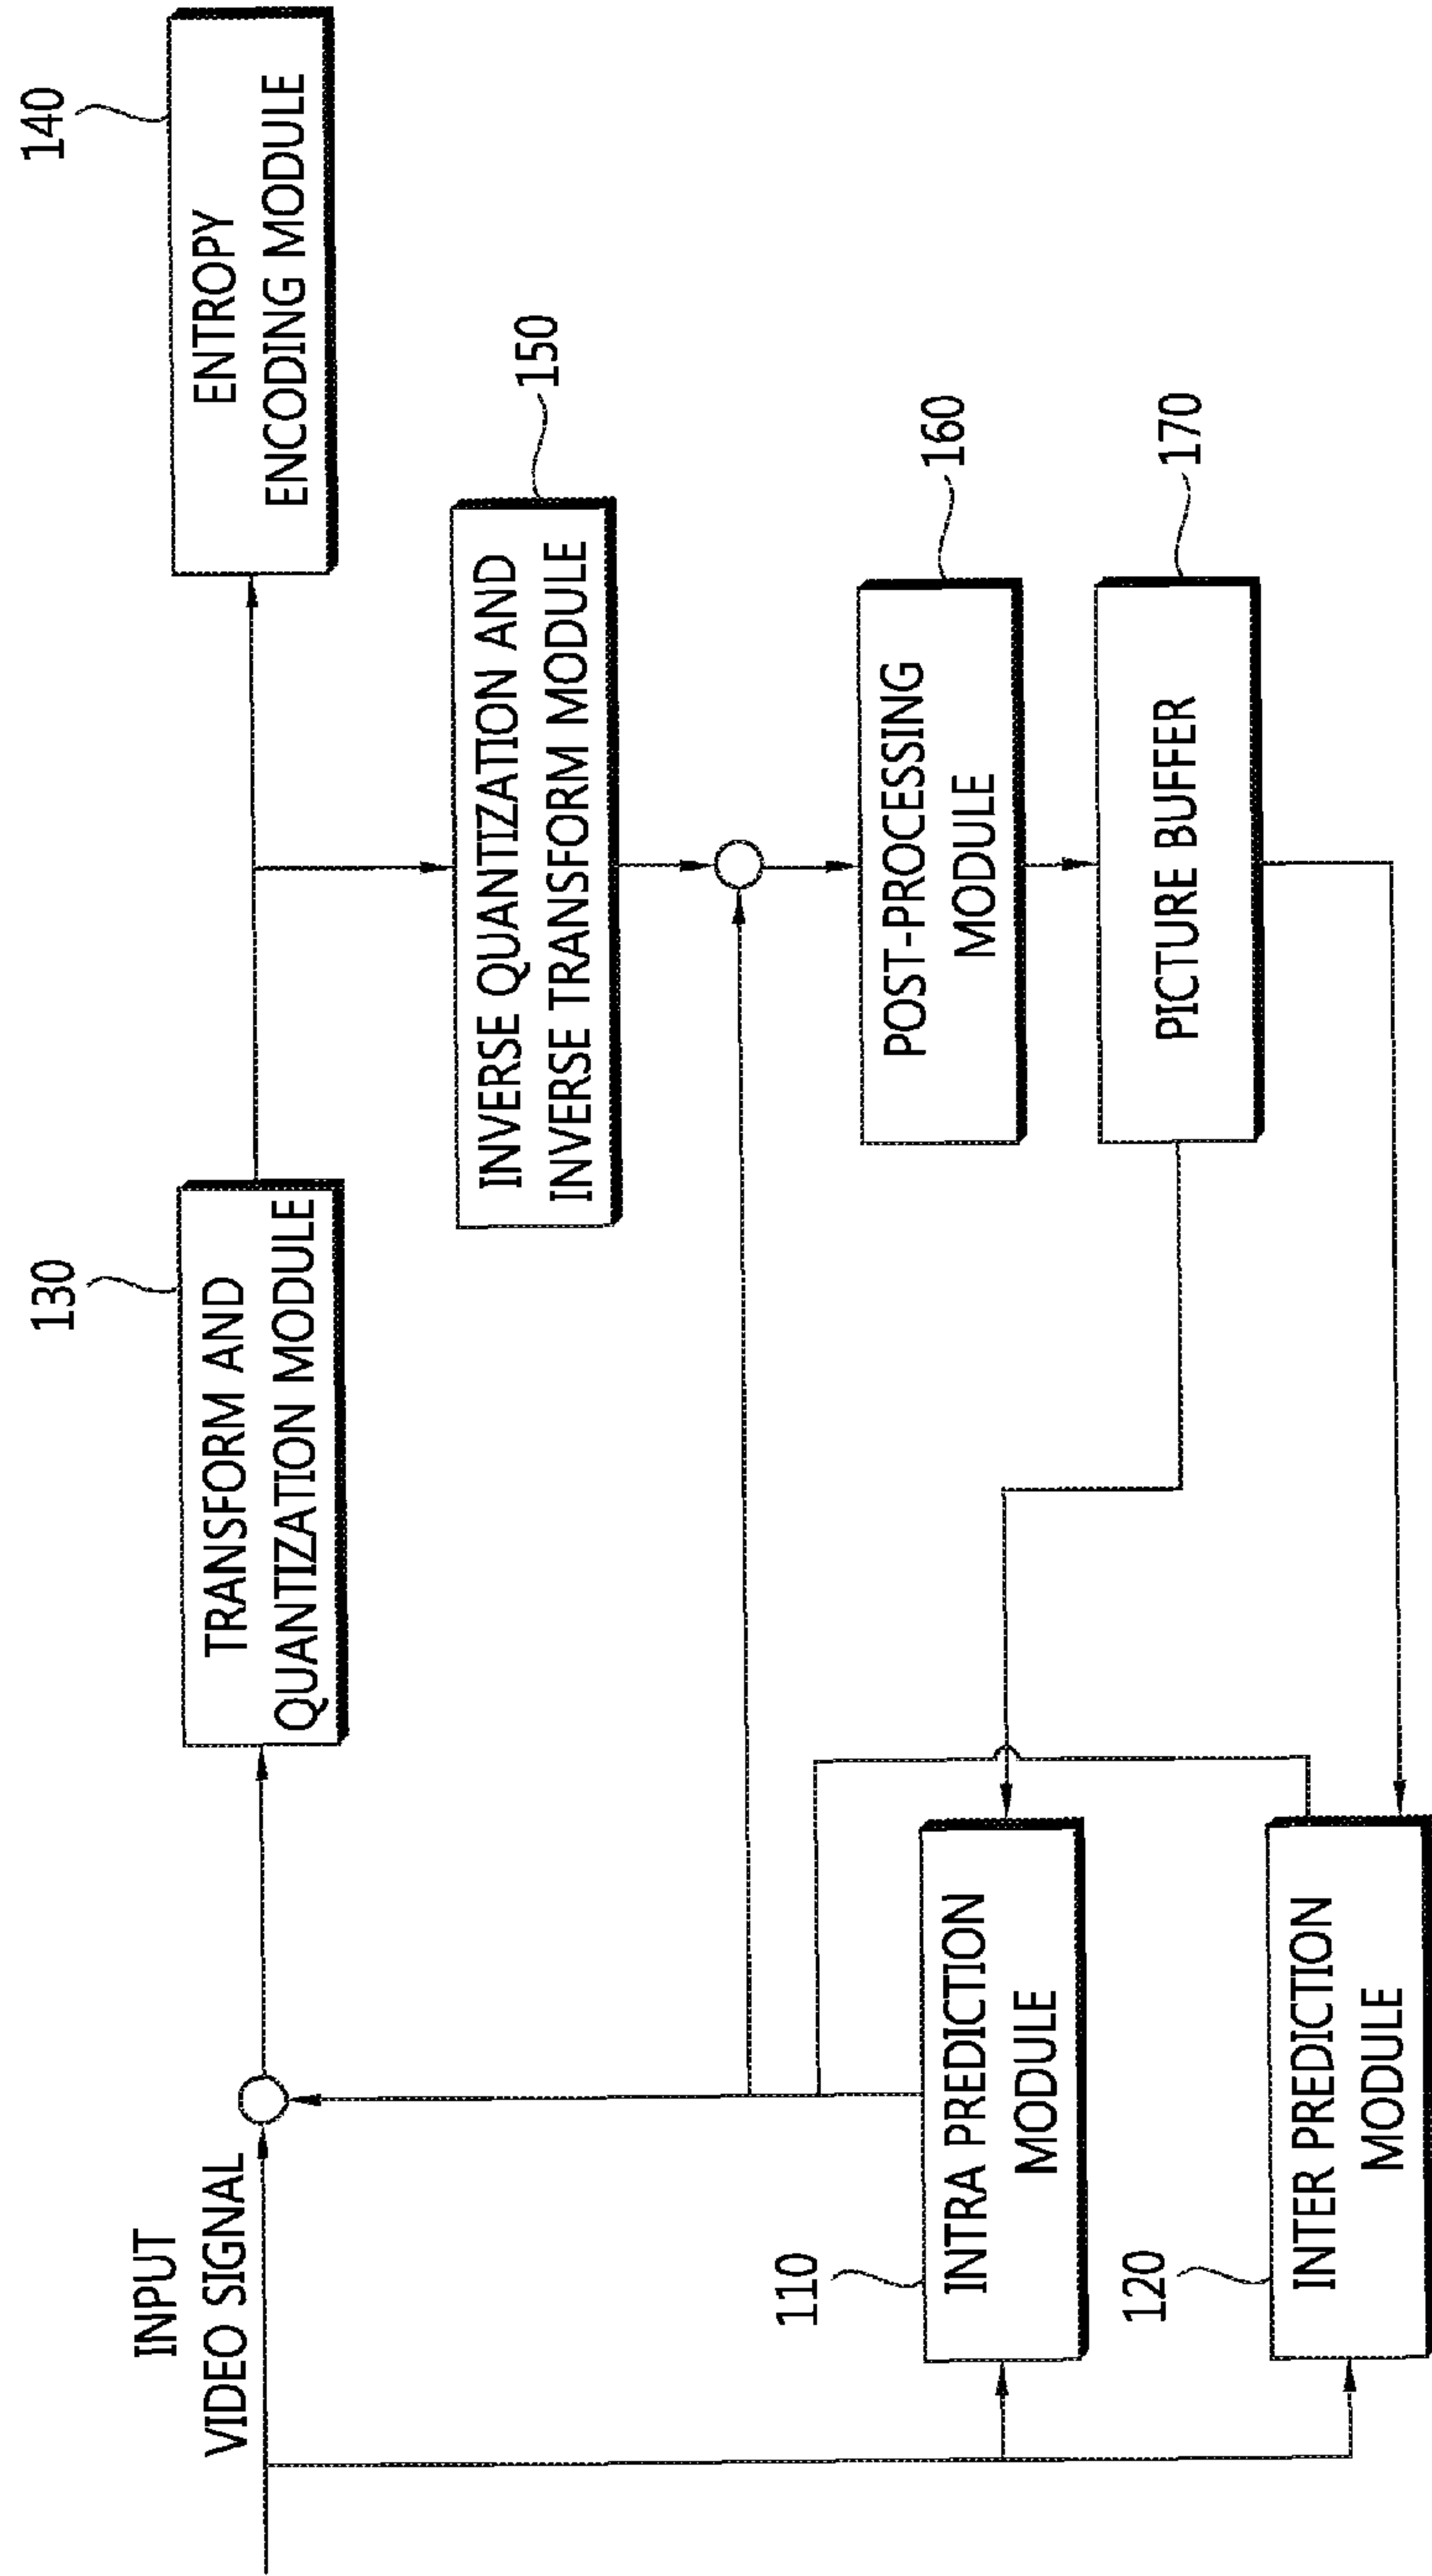 INPUT
VIDEO SIGNAL
130
TRANSFORM AND
QUANTIZATION MODULE
140
ENTROPY
ENCODING MODULE
150
INVERSE QUANTIZATION AND
INVERSE TRANSFORM MODULE
110
INTRA PREDICTION
MODULE
160
POST-PROCESSING
MODULE
120
INTER PREDICTION
MODULE
170
PICTURE BUFFER